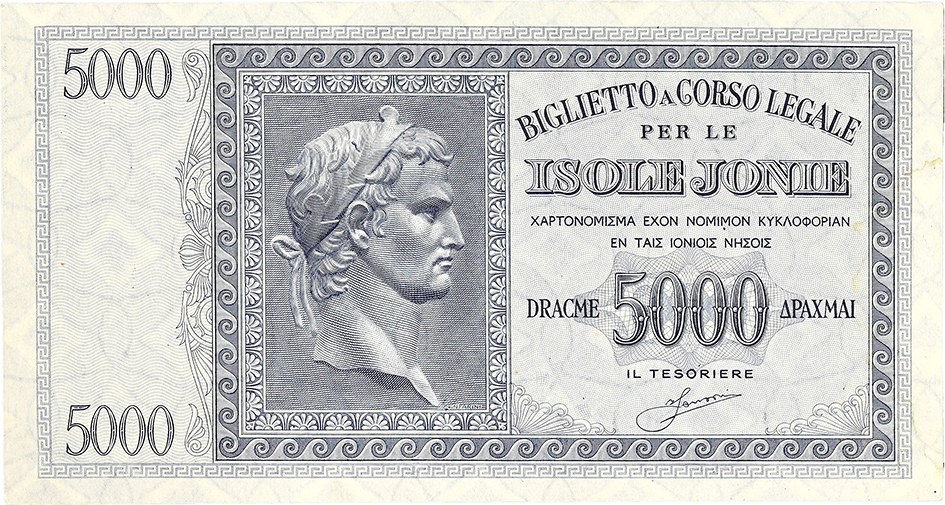 5000
BIGLIETTO A CORSO LEGALE
PER LE
ISOLE JONIE
ΧΑΡΤΟΝΟΜΙΣΜΑ ΕΧΟΝ ΝΟΜΙΜΟΝ ΚΥΚΛΟΦΟΡΙΑΝ
ΕΝ ΤΑΙΣ ΙΟΝΙΟΙΣ ΝΗΣΟΙΣ
DRACME 5000 ΔΡΑΧΜΑΙ
IL TESORIERE
5000